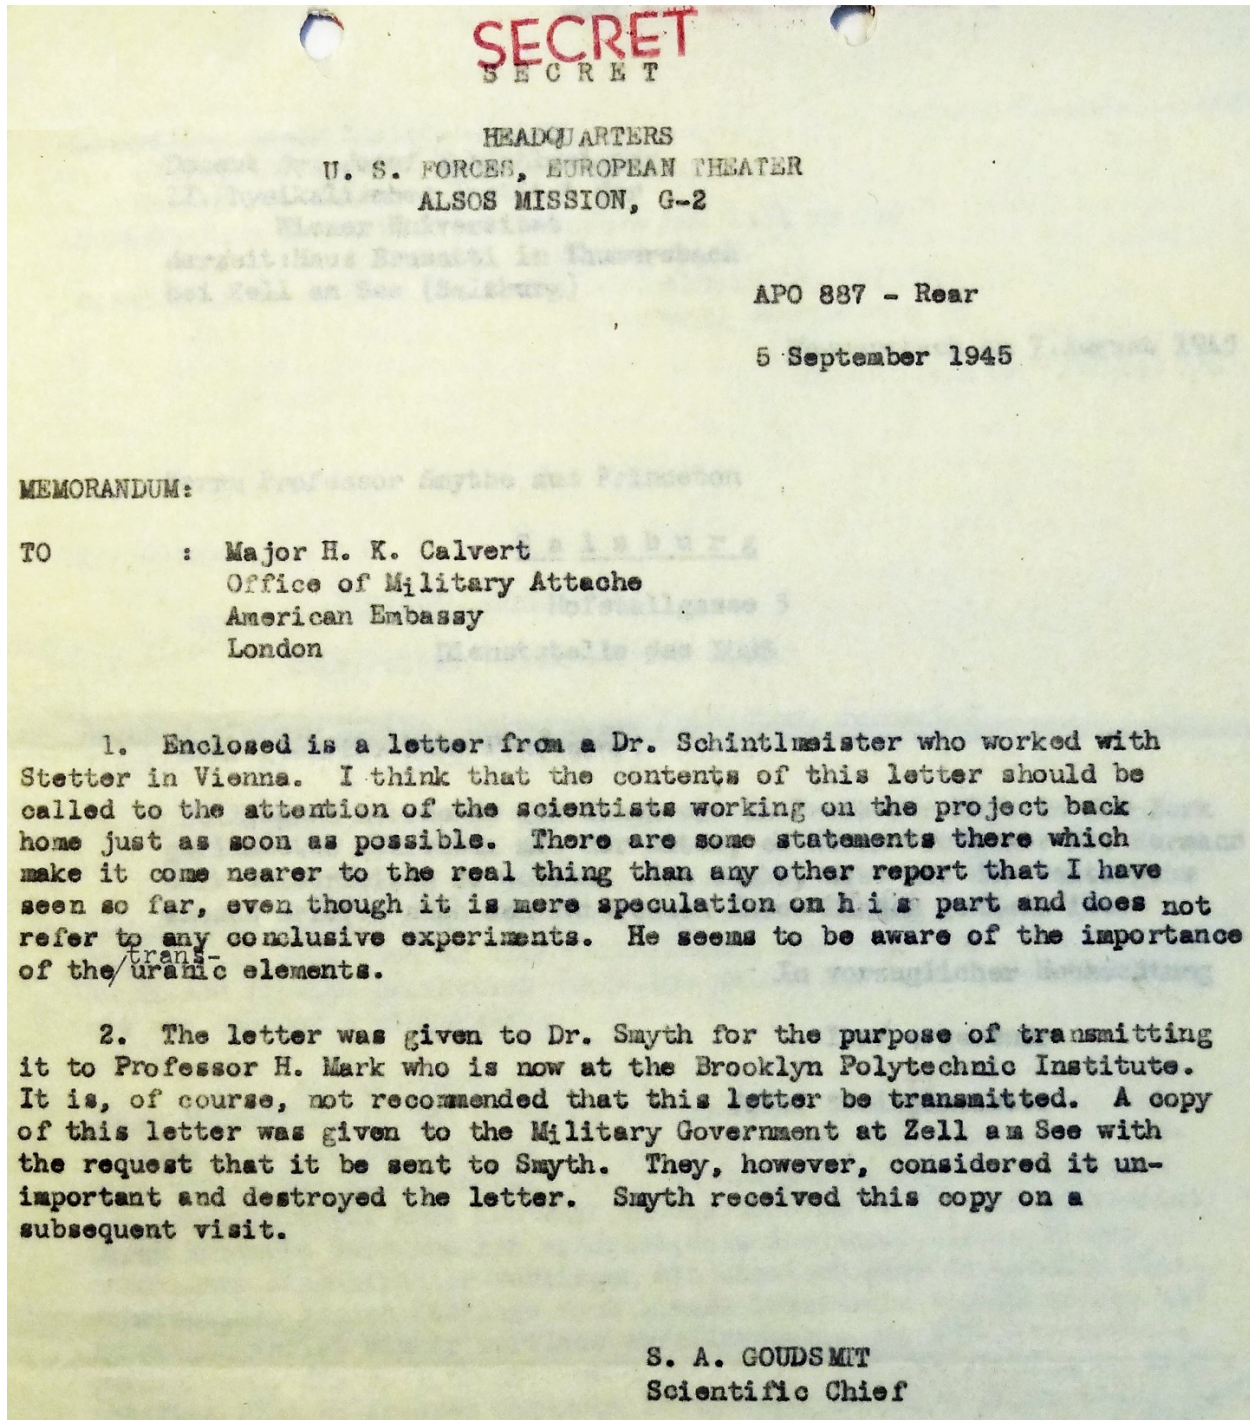 SECRET
S E C R E T
HEADQUARTERS
U. S. FORCES, EUROPEAN THEATER
ALSOS MISSION, G-2
APO 887 - Rear
5 September 1945
MEMORANDUM:
TO : Major H. K. Calvert
Office of Military Attache
American Embassy
London
1. Enclosed is a letter from a Dr. Schintlmeister who worked with
Stetter in Vienna. I think that the contents of this letter should be
called to the attention of the scientists working on the project back
home just as soon as possible. There are some statements there which
make it come nearer to the real thing than any other report that I have
seen so far, even though it is mere speculation on h i s part and does not
refer to any conclusive experiments. He seems to be aware of the importance
of the/trans-uranic elements.
2. The letter was given to Dr. Smyth for the purpose of transmitting
it to Professor H. Mark who is now at the Brooklyn Polytechnic Institute.
It is, of course, not recommended that this letter be transmitted. A copy
of this letter was given to the Military Government at Zell am See with
the request that it be sent to Smyth. They, however, considered it un-
important and destroyed the letter. Smyth received this copy on a
subsequent visit.
S. A. GOUDSMIT
Scientific Chief